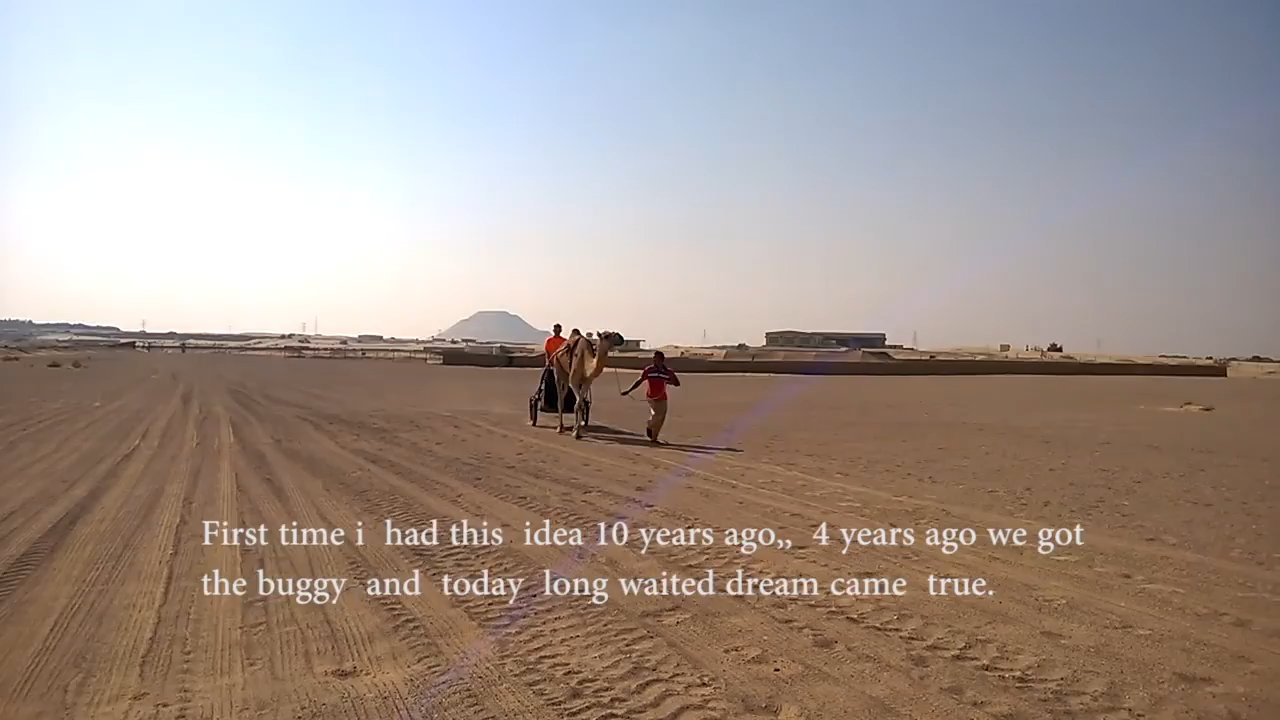 First time i had this idea 10 years ago,, 4 years ago we got
the buggy and today long waited dream came true.